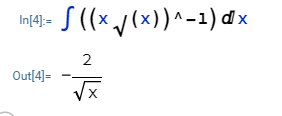 In[4]:= ∫((x√(x))^-1)ⅆx
Out[4]= -2/√x